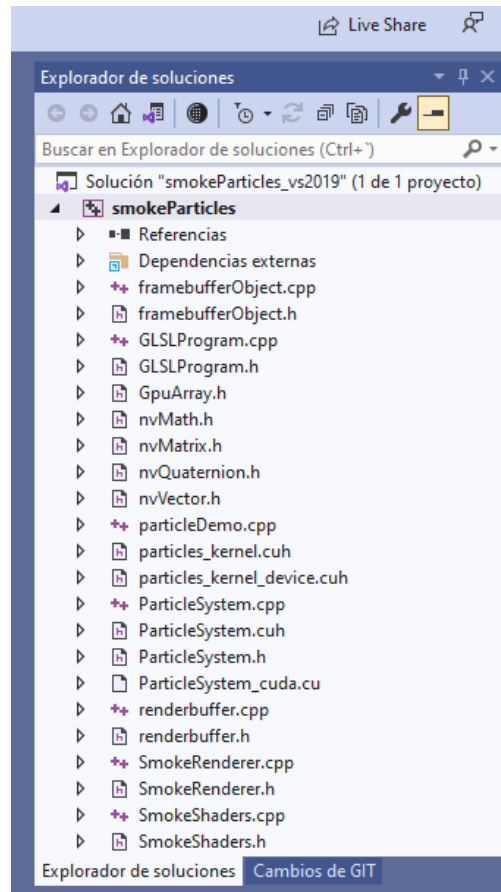 Live Share
Explorador de soluciones
Buscar en Explorador de soluciones (Ctrl+`)
Solución "smokeParticles_vs2019" (1 de 1 proyecto)
smokeParticles
Referencias
Dependencias externas
framebufferObject.cpp
framebufferObject.h
GLSLProgram.cpp
GLSLProgram.h
GpuArray.h
nvMath.h
nvMatrix.h
nvQuaternion.h
nvVector.h
particleDemo.cpp
particles_kernel.cuh
particles_kernel_device.cuh
ParticleSystem.cpp
ParticleSystem.cuh
ParticleSystem.h
ParticleSystem_cuda.cu
renderbuffer.cpp
renderbuffer.h
SmokeRenderer.cpp
SmokeRenderer.h
SmokeShaders.cpp
SmokeShaders.h
Explorador de soluciones Cambios de GIT